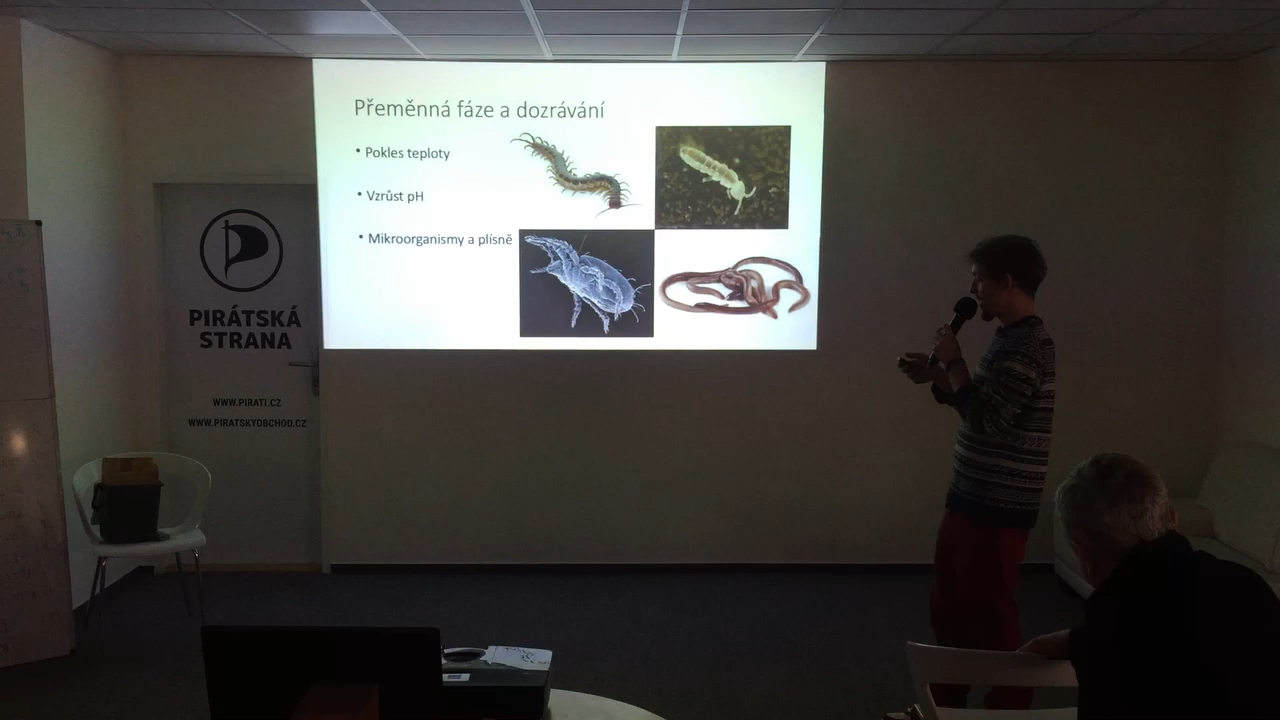 Přeměnná fáze a dozrávání
• Pokles teploty
• Vzrůst pH
• Mikroorganismy a plísně
PIRÁTSKÁ
STRANA
WWW.PIRATI.CZ
WWW.PIRATSKYOBCHOD.CZ